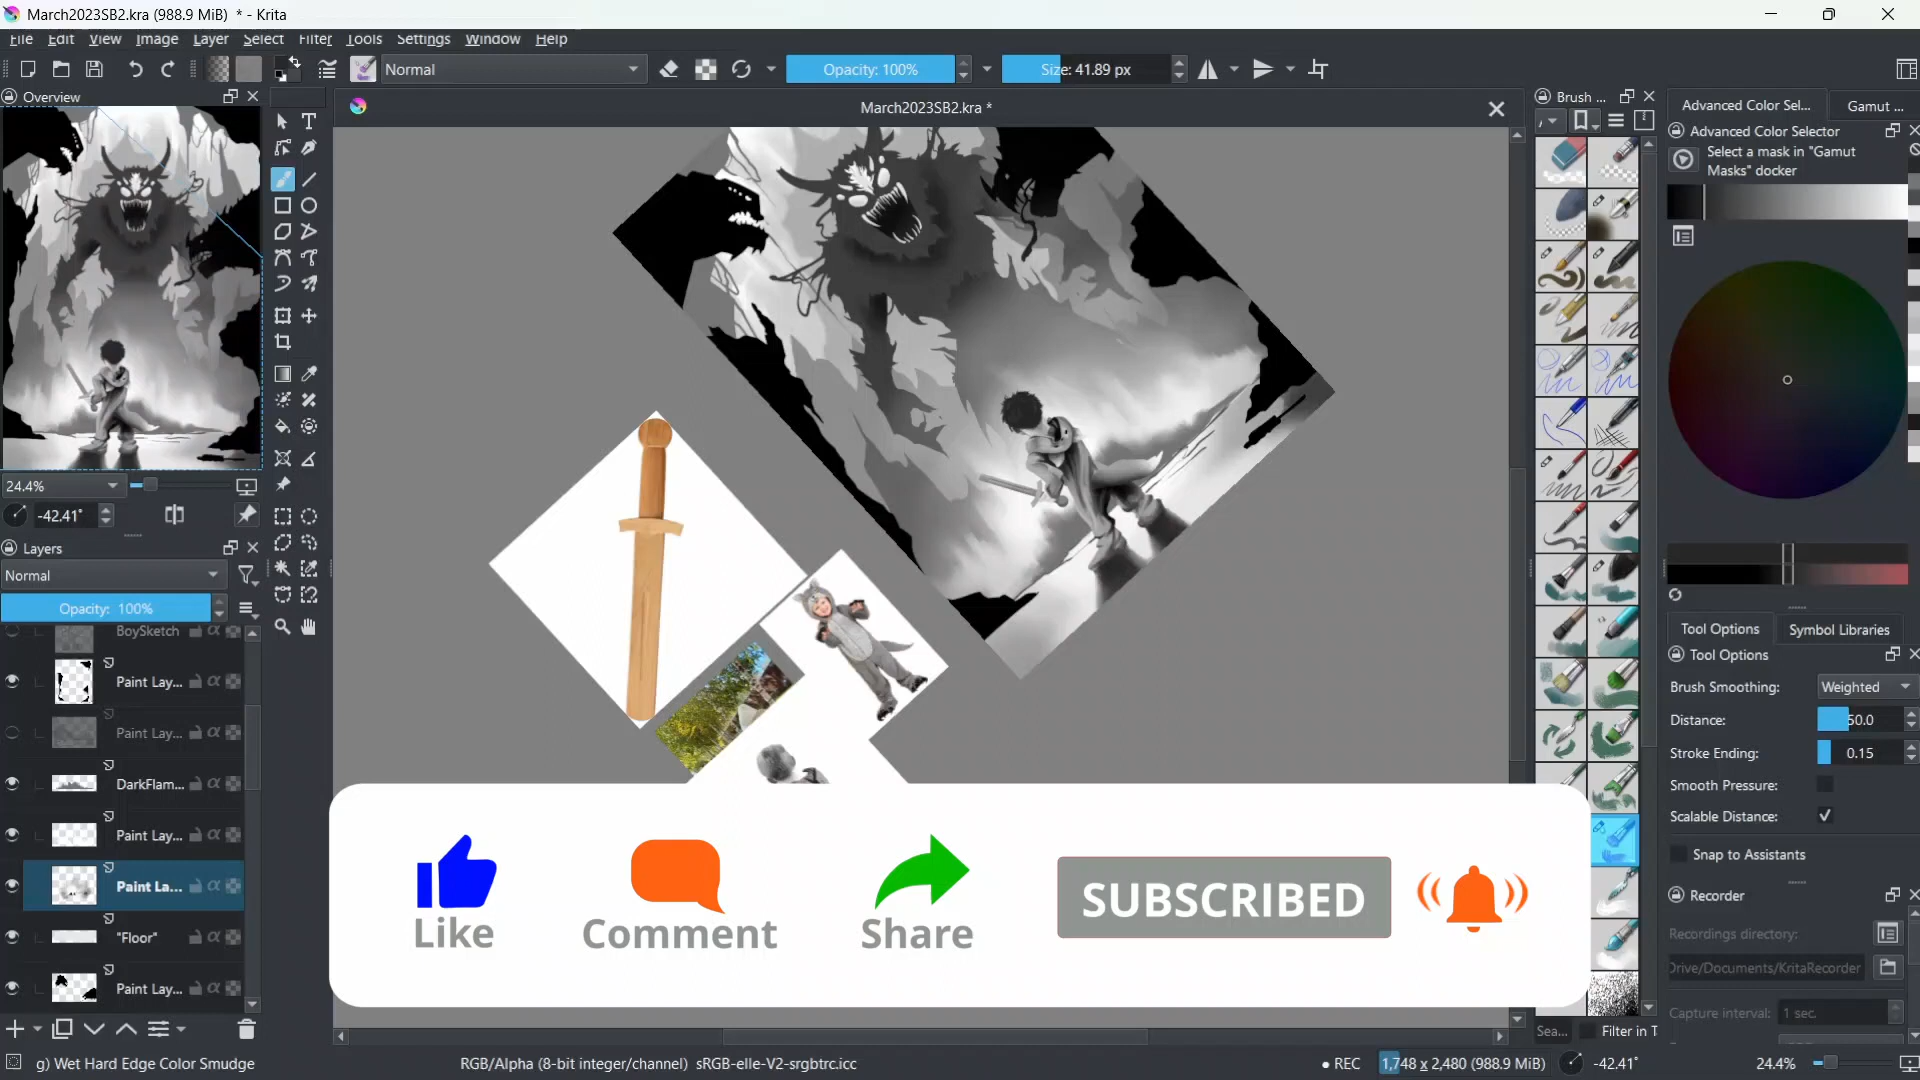 March2023SB2.kra (988.9 MiB) * - Krita
File Edit View Image Layer Select Filter Tools Settings Window Help
Normal
Opacity: 100%
Size: 41.89 px
Overview
March2023SB2.kra *
Brush ...
Advanced Color Sel...
Gamut ...
Advanced Color Selector
Select a mask in "Gamut
Masks" docker
24.4%
-42.41°
Layers
Normal
Opacity: 100%
BoySketch
Paint Lay...
Paint Lay...
DarkFlam...
Paint Lay...
Paint La...
"Floor"
Paint Lay...
Tool Options
Symbol Libraries
Tool Options
Brush Smoothing: Weighted
Distance: 50.0
Stroke Ending: 0.15
Smooth Pressure:
Scalable Distance:
Snap to Assistants
Recorder
Recordings directory:
Drive/Documents/KritaRecorder
Capture interval: 1 sec.
Like
Comment
Share
SUBSCRIBED
Sea...
Filter in T
g) Wet Hard Edge Color Smudge
RGB/Alpha (8-bit integer/channel) sRGB-elle-V2-srgbtrc.icc
REC
1,748 x 2,480 (988.9 MiB)
-42.41°
24.4%